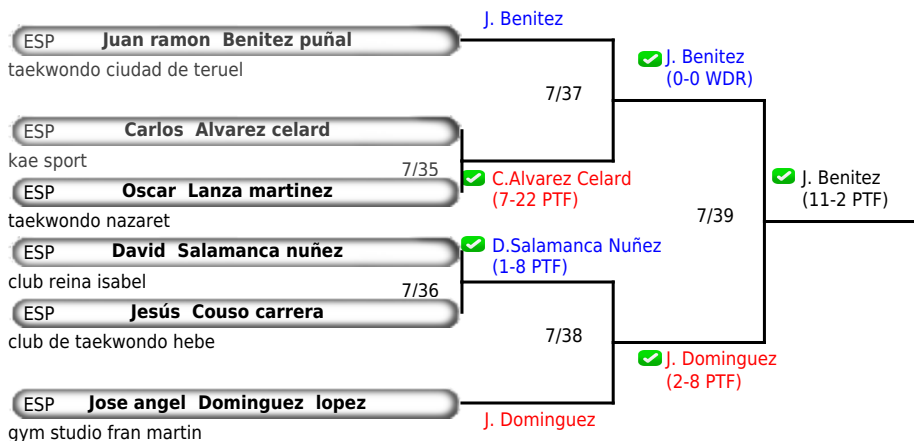 J. Benitez
ESP Juan ramon Benitez puñal
taekwondo ciudad de teruel
J. Benitez
(0-0 WDR)
7/37
ESP Carlos Alvarez celard
kae sport
7/35
C.Alvarez Celard
(7-22 PTF)
ESP Oscar Lanza martinez
taekwondo nazaret
J. Benitez
(11-2 PTF)
7/39
ESP David Salamanca nuñez
club reina isabel
D.Salamanca Nuñez
(1-8 PTF)
7/36
ESP Jesús Couso carrera
club de taekwondo hebe
7/38
J. Dominguez
(2-8 PTF)
ESP Jose angel Dominguez lopez
gym studio fran martin
J. Dominguez